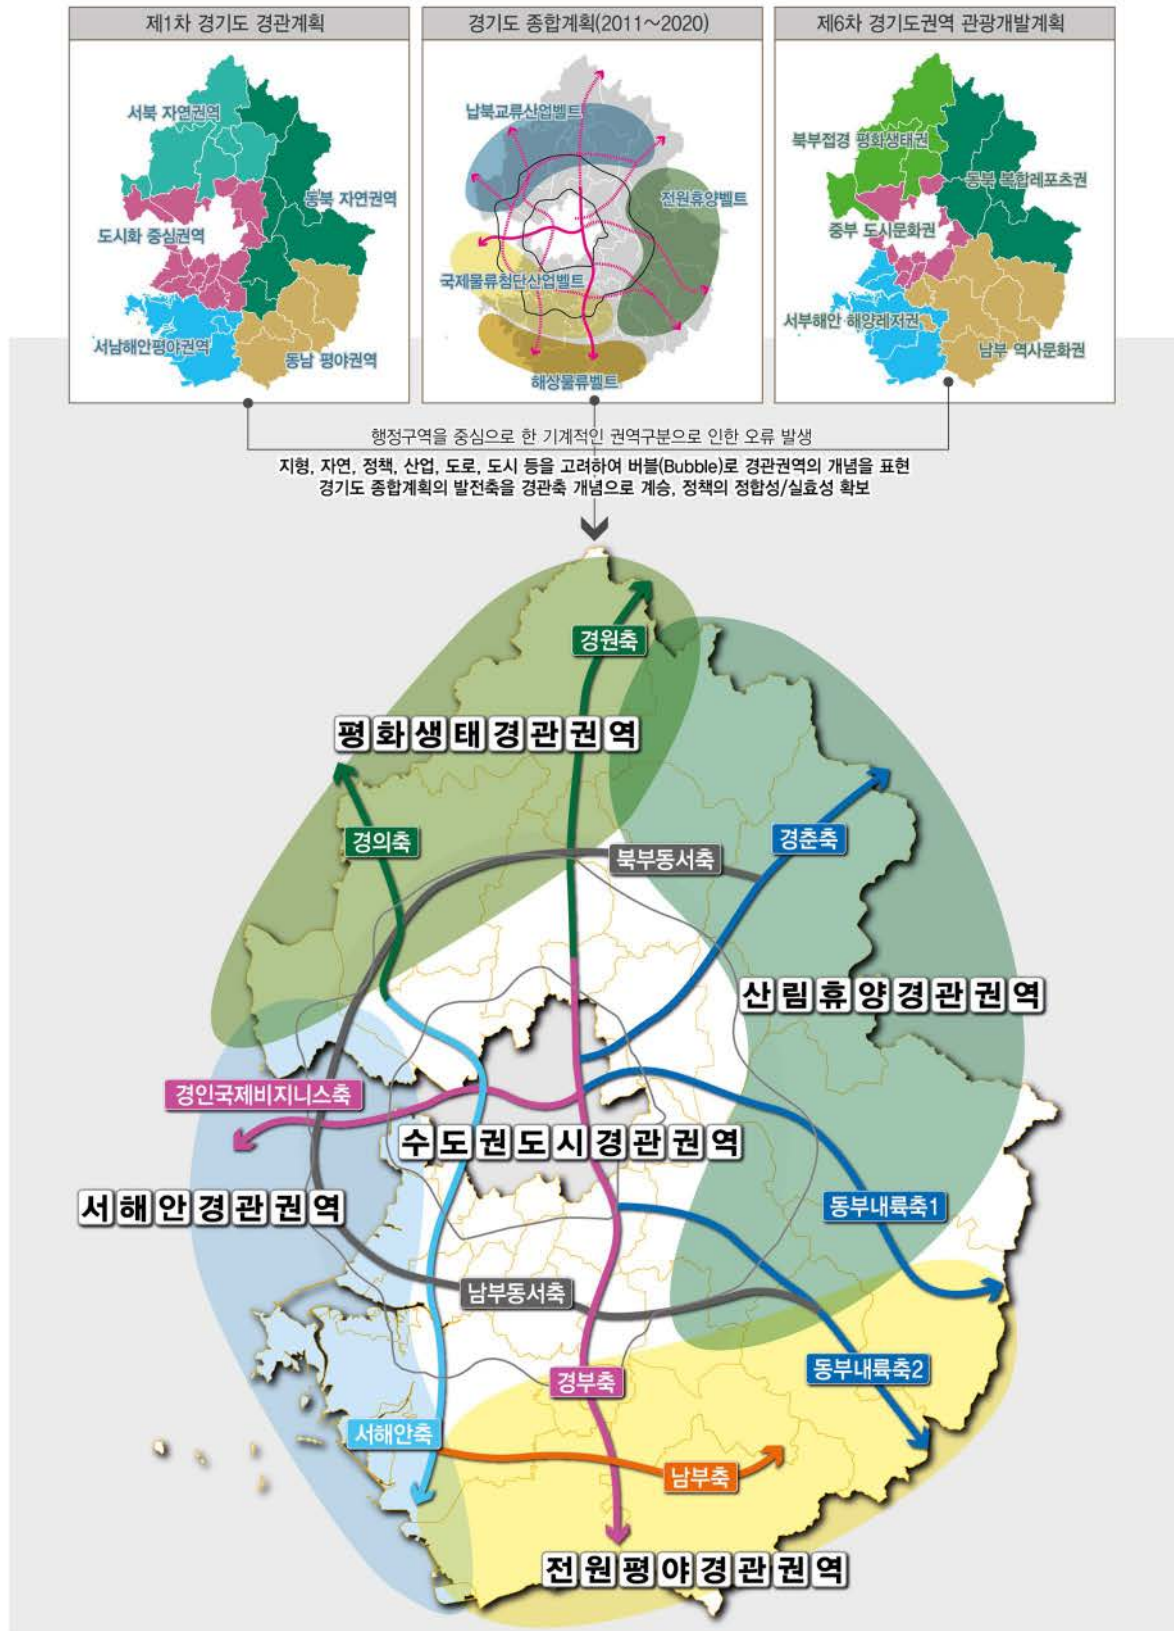 제1차 경기도 경관계획
경기도 종합계획(2011~2020)
제6차 경기도권역 관광개발계획
서북 자연권역
동북 자연권역
도시화 중심권역
서남해안평야권역
동남 평야권역
납북교류산업벨트
전원휴양벨트
국제물류첨단산업벨트
해상물류벨트
북부접경 평화생태권
동북 복합레포츠권
중부 도시문화권
서부해안 해양레저권
남부 역사문화권
행정구역을 중심으로 한 기계적인 권역구분으로 인한 오류 발생
지형, 자연, 정책, 산업, 도로, 도시 등을 고려하여 버블(Bubble)로 경관권역의 개념을 표현
경기도 종합계획의 발전축을 경관축 개념으로 계승, 정책의 정합성/실효성 확보
경원축
평화생태경관권역
경의축
북부동서축
경춘축
산림휴양경관권역
경인국제비지니스축
수도권도시경관권역
서해안경관권역
동부내륙축1
남부동서축
경부축
동부내륙축2
서해안축
남부축
전원평야경관권역